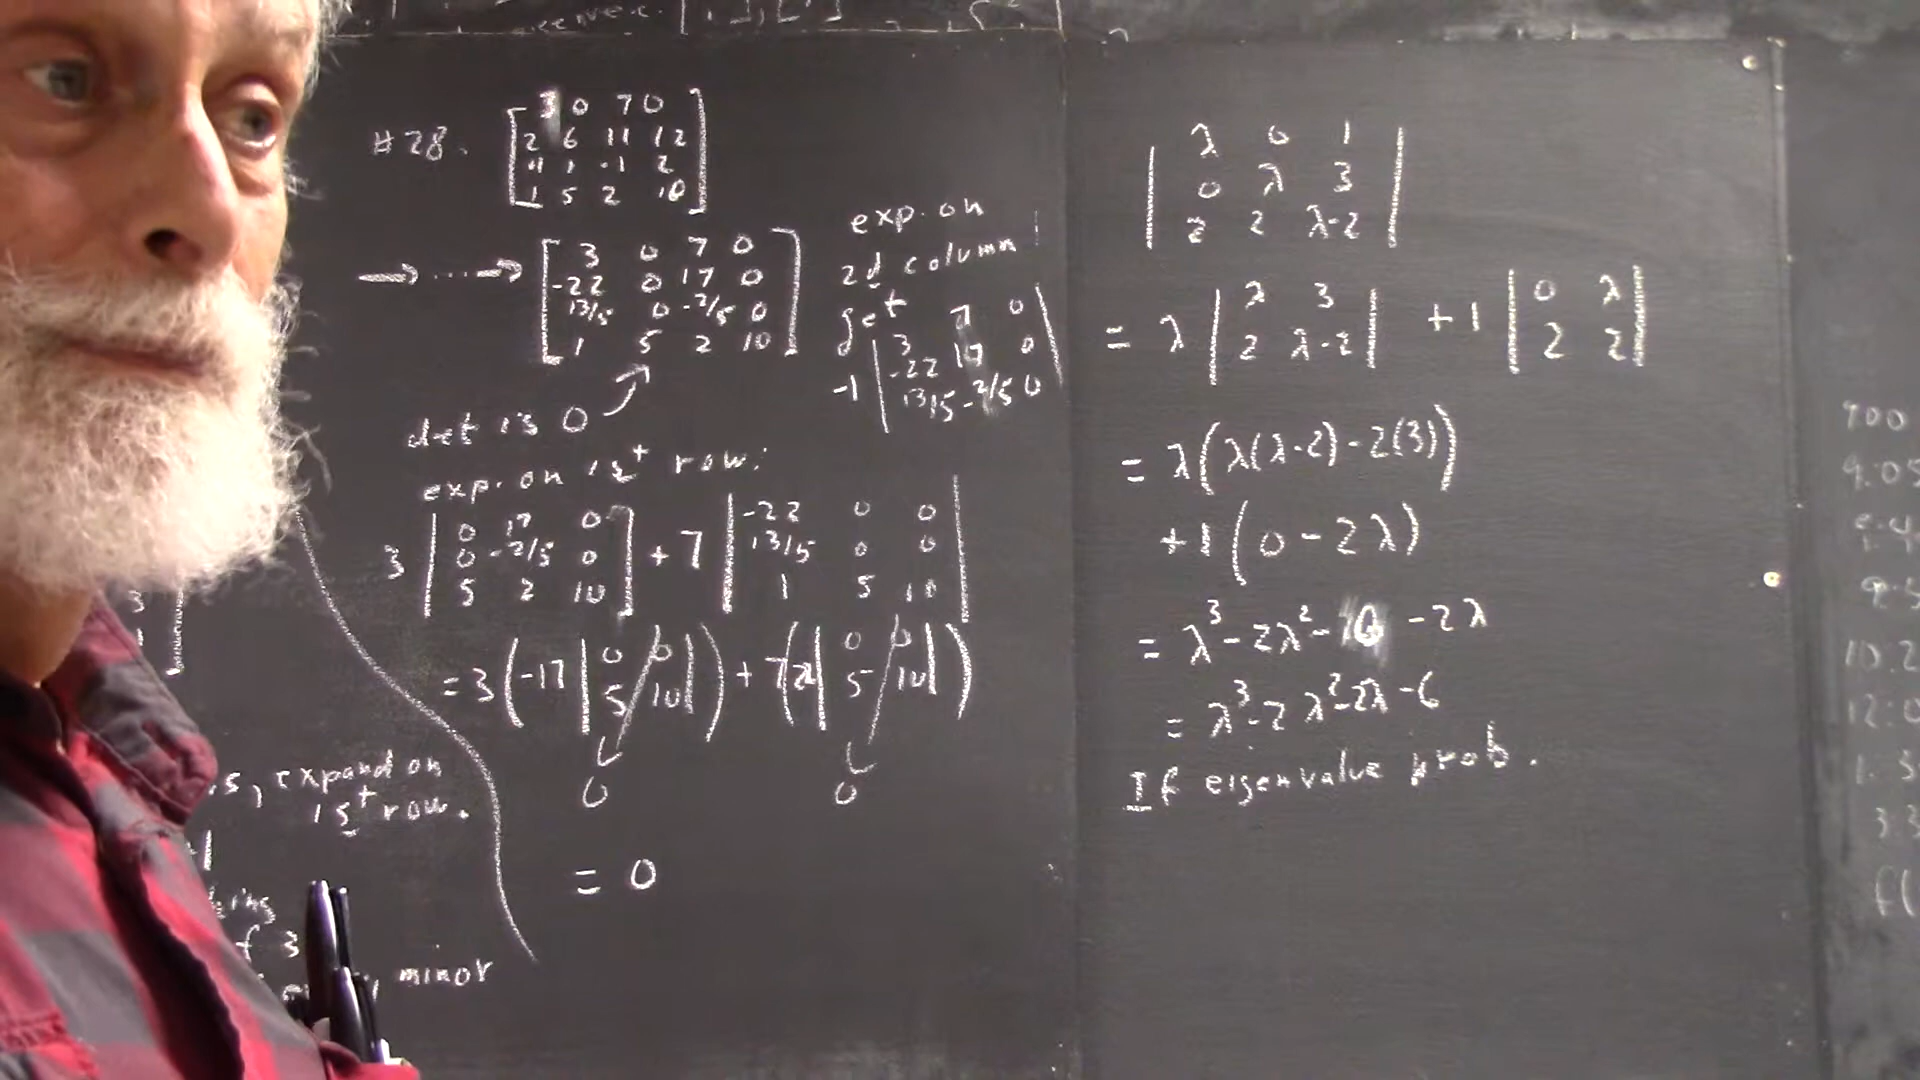 #28.
3 0 7 0
2 6 11 12
4 1 -1 2
1 5 2 10
→ ... →
3 0 7 0
-22 0 17 0
13/5 0 -2/5 0
1 5 2 10
det is 0
exp. on
2d column
get
-1
3 7 0
-22 17 0
13/5 -2/5 0
exp. on 1st row:
3 | 0 17 0 | + 7 | -22 0 0 |
0 -2/5 0 13/5 0 0
5 2 10 1 5 10
= 3 ( -17 | 0 0 | ) + 7 ( | 0 0 | )
5 10 5 10
0 0
= 0
s, expand on
1st row.
f 3
minor
λ 0 1
0 λ 3
2 2 λ-2
= λ | λ 3 | + 1 | 0 λ |
2 λ-2 2 2
= λ(λ(λ-2)-2(3))
+1(0-2λ)
= λ³-2λ²- -2λ
= λ³-2λ²-2λ-6
If eigenvalue prob.
12:0
f(